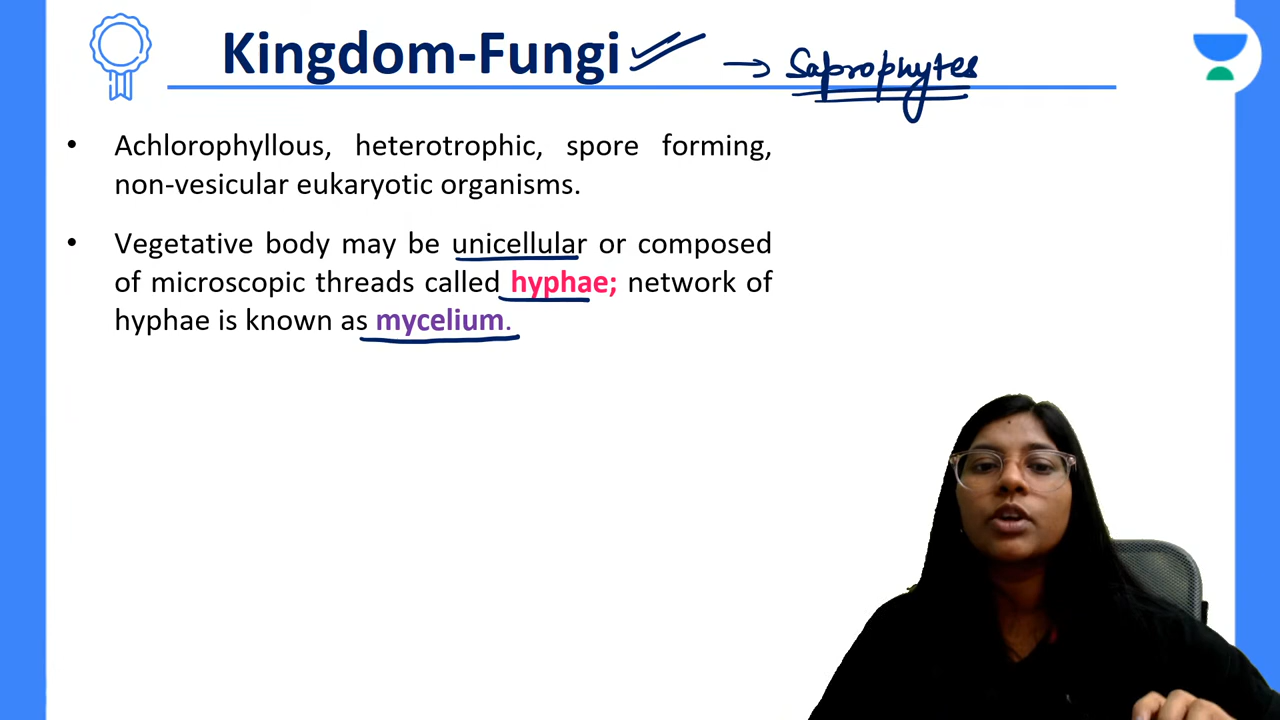 Kingdom-Fungi → Saprophytes
• Achlorophyllous, heterotrophic, spore forming,
non-vesicular eukaryotic organisms.
• Vegetative body may be unicellular or composed
of microscopic threads called hyphae; network of
hyphae is known as mycelium.